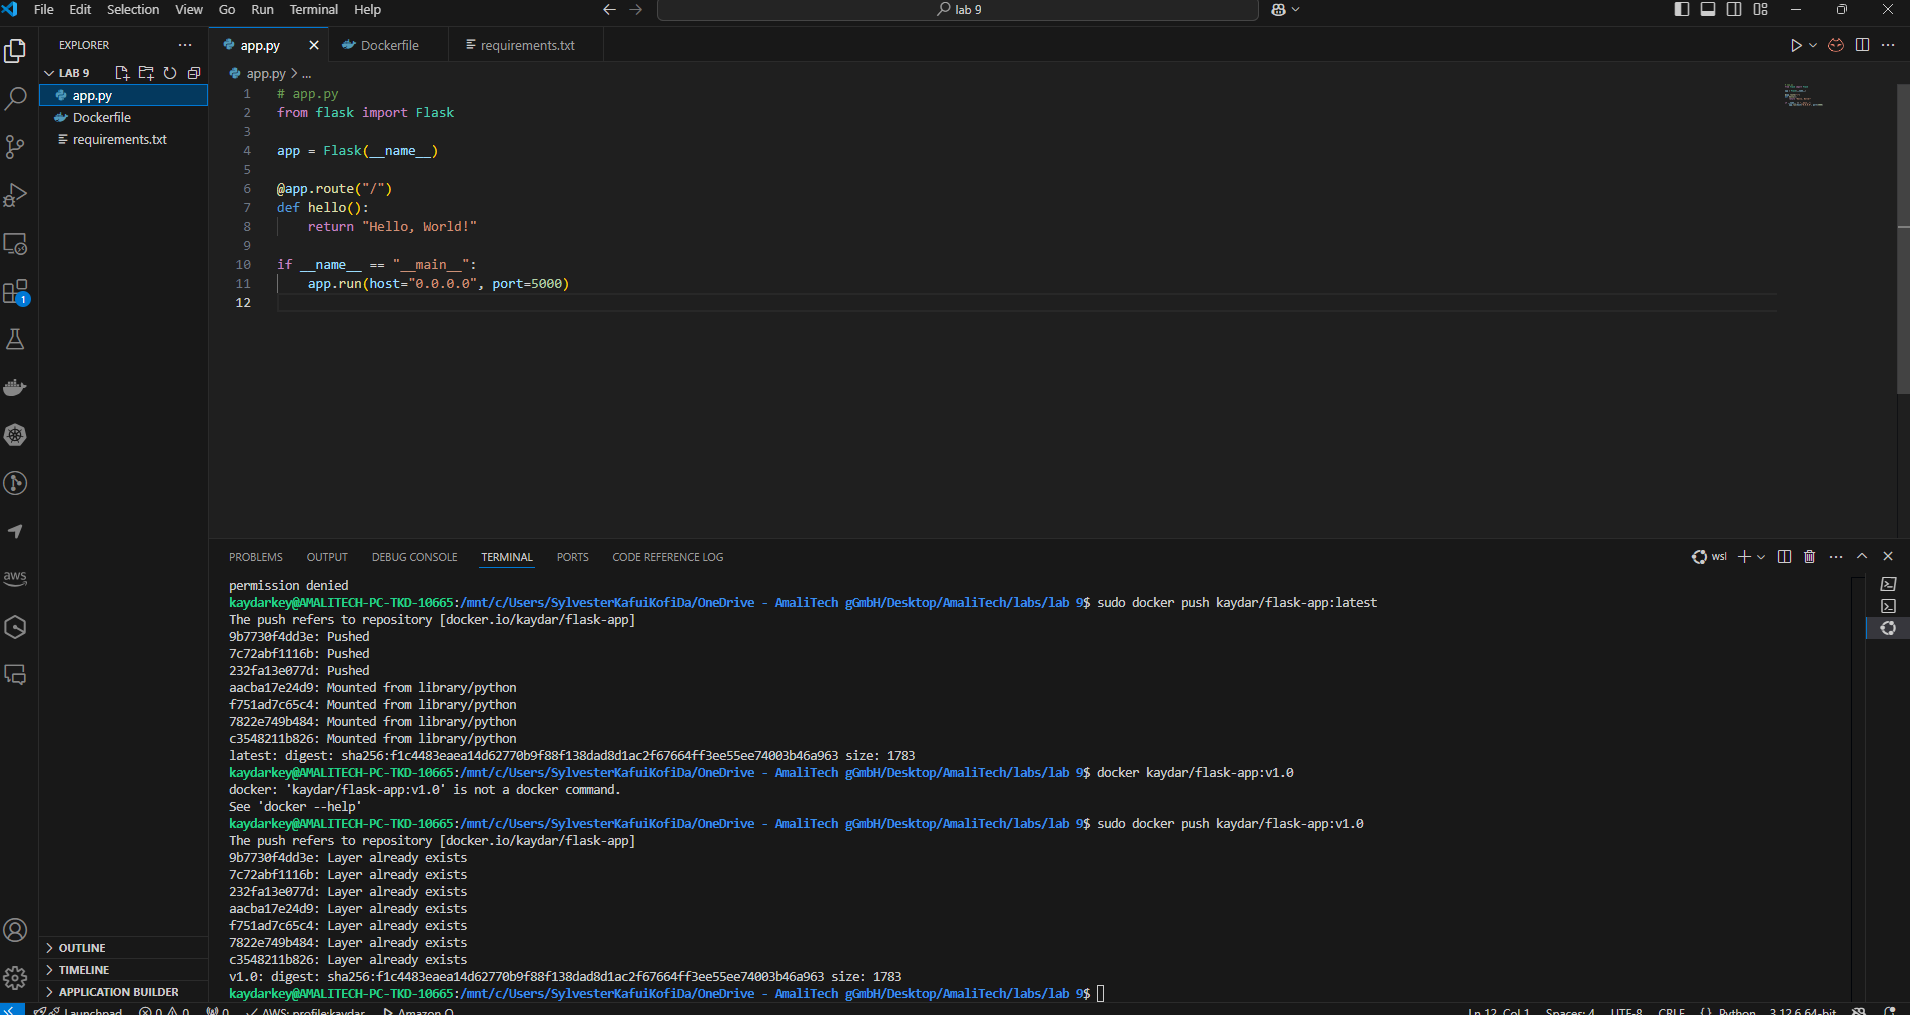 File Edit Selection View Go Run Terminal Help
lab 9
EXPLORER
LAB 9
app.py
Dockerfile
requirements.txt
1
app.py
Dockerfile
requirements.txt
app.py > ...
1 # app.py
2 from flask import Flask
3
4 app = Flask(__name__)
5
6 @app.route("/")
7 def hello():
8 return "Hello, World!"
9
10 if __name__ == "__main__":
11 app.run(host="0.0.0.0", port=5000)
12
PROBLEMS OUTPUT DEBUG CONSOLE TERMINAL PORTS CODE REFERENCE LOG
wsl
permission denied
kaydarkey@AMALITECH-PC-TKD-10665:/mnt/c/Users/SylvesterKafuiKofiDa/OneDrive - AmaliTech gGmbH/Desktop/AmaliTech/labs/lab 9$ sudo docker push kaydar/flask-app:latest
The push refers to repository [docker.io/kaydar/flask-app]
9b7730f4dd3e: Pushed
7c72abf1116b: Pushed
232fa13e077d: Pushed
aacba17e24d9: Mounted from library/python
f751ad7c65c4: Mounted from library/python
7822e749b484: Mounted from library/python
c3548211b826: Mounted from library/python
latest: digest: sha256:f1c4483eaea14d62770b9f88f138dad8d1ac2f67664ff3ee55ee74003b46a963 size: 1783
kaydarkey@AMALITECH-PC-TKD-10665:/mnt/c/Users/SylvesterKafuiKofiDa/OneDrive - AmaliTech gGmbH/Desktop/AmaliTech/labs/lab 9$ docker kaydar/flask-app:v1.0
docker: 'kaydar/flask-app:v1.0' is not a docker command.
See 'docker --help'
kaydarkey@AMALITECH-PC-TKD-10665:/mnt/c/Users/SylvesterKafuiKofiDa/OneDrive - AmaliTech gGmbH/Desktop/AmaliTech/labs/lab 9$ sudo docker push kaydar/flask-app:v1.0
The push refers to repository [docker.io/kaydar/flask-app]
9b7730f4dd3e: Layer already exists
7c72abf1116b: Layer already exists
232fa13e077d: Layer already exists
aacba17e24d9: Layer already exists
f751ad7c65c4: Layer already exists
7822e749b484: Layer already exists
c3548211b826: Layer already exists
v1.0: digest: sha256:f1c4483eaea14d62770b9f88f138dad8d1ac2f67664ff3ee55ee74003b46a963 size: 1783
kaydarkey@AMALITECH-PC-TKD-10665:/mnt/c/Users/SylvesterKafuiKofiDa/OneDrive - AmaliTech gGmbH/Desktop/AmaliTech/labs/lab 9$
aws
OUTLINE
TIMELINE
APPLICATION BUILDER
Launchpad 0 0 0 AWS: profile:kaydar Amazon Q Ln 12, Col 1 Spaces: 4 UTF-8 CRLF {} Python 3.12.6 64-bit